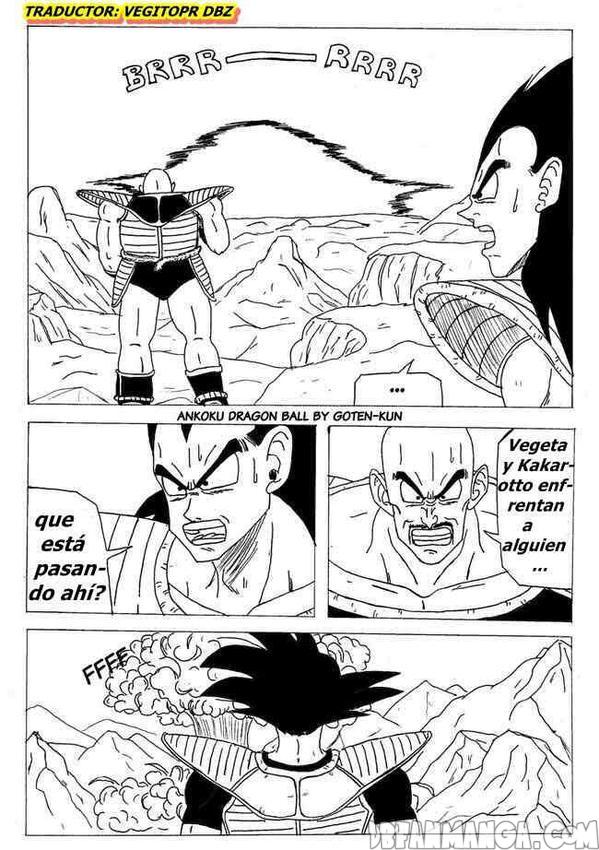 TRADUCTOR: VEGITOPR DBZ
BRRR RRRR
...
ANKOKU DRAGON BALL BY GOTEN-KUN
que
está
pasan-
do ahí?
Vegeta
y Kakar-
otto enf-
rentan
a
alguien
...
FFFF
DBFANMANGA.COM